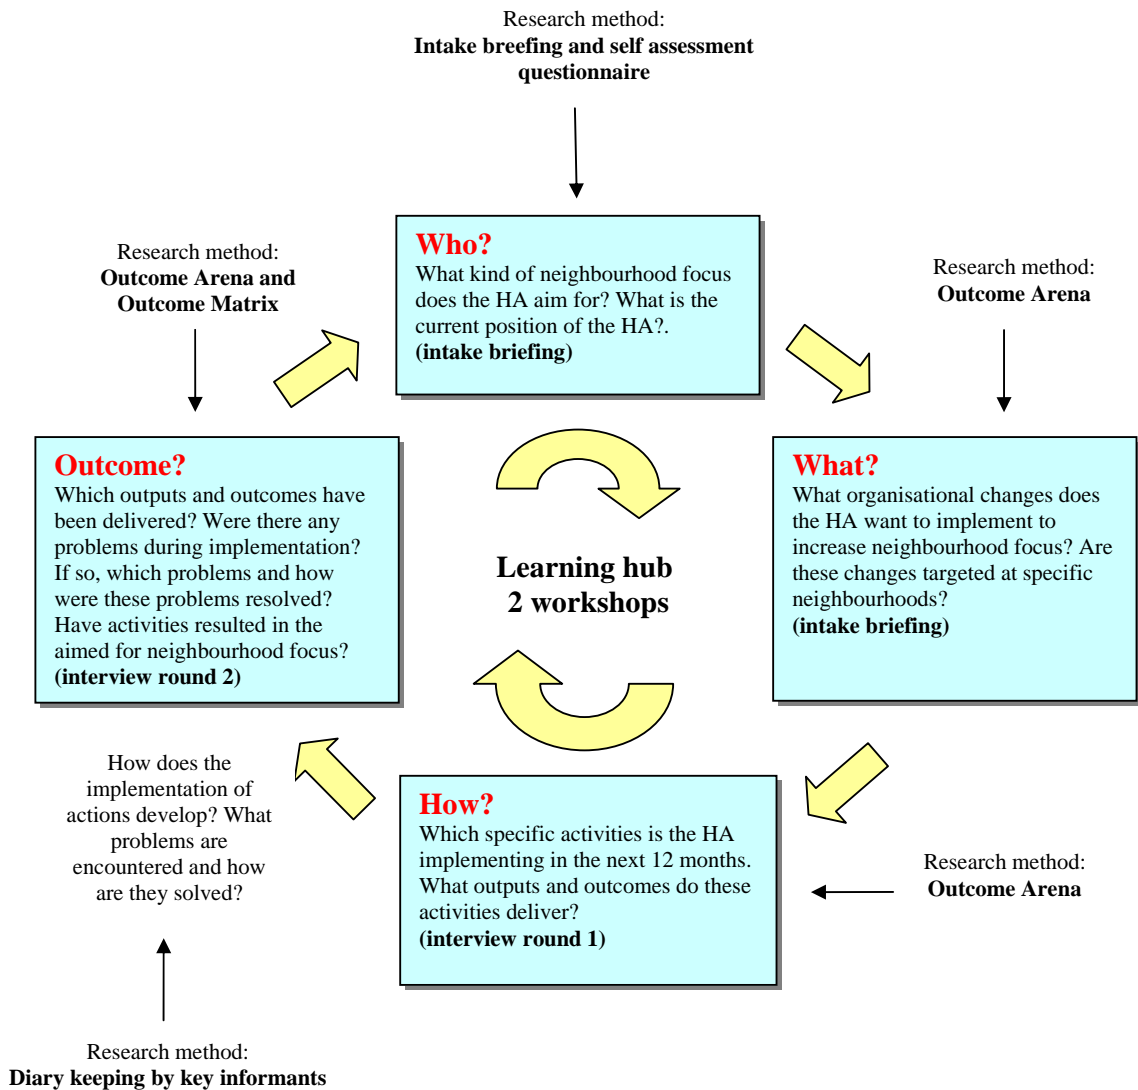 Research method:
Intake breefing and self assessment
questionnaire
Who?
What kind of neighbourhood focus
does the HA aim for? What is the
current position of the HA?.
(intake briefing)
Research method:
Outcome Arena and
Outcome Matrix
Research method:
Outcome Arena
Outcome?
Which outputs and outcomes have
been delivered? Were there any
problems during implementation?
If so, which problems and how
were these problems resolved?
Have activities resulted in the
aimed for neighbourhood focus?
(interview round 2)
Learning hub
2 workshops
What?
What organisational changes does
the HA want to implement to
increase neighbourhood focus? Are
these changes targeted at specific
neighbourhoods?
(intake briefing)
How does the
implementation of
actions develop? What
problems are
encountered and how
are they solved?
How?
Which specific activities is the HA
implementing in the next 12 months.
What outputs and outcomes do these
activities deliver?
(interview round 1)
Research method:
Outcome Arena
Research method:
Diary keeping by key informants